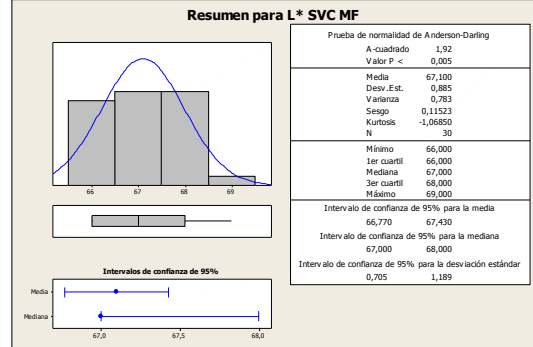 Resumen para L* SVC MF
66 67 68 69
Intervalos de confianza de 95%
Media
Mediana
67,0 67,5 68,0
Prueba de normalidad de Anderson-Darling
A-cuadrado 1,92
Valor P < 0,005
Media 67,100
Desv.Est. 0,885
Varianza 0,783
Sesgo 0,11523
Kurtosis -1,06850
N 30
Mínimo 66,000
1er cuartil 66,000
Mediana 67,000
3er cuartil 68,000
Máximo 69,000
Intervalo de confianza de 95% para la media
66,770 67,430
Intervalo de confianza de 95% para la mediana
67,000 68,000
Intervalo de confianza de 95% para la desviación estándar
0,705 1,189